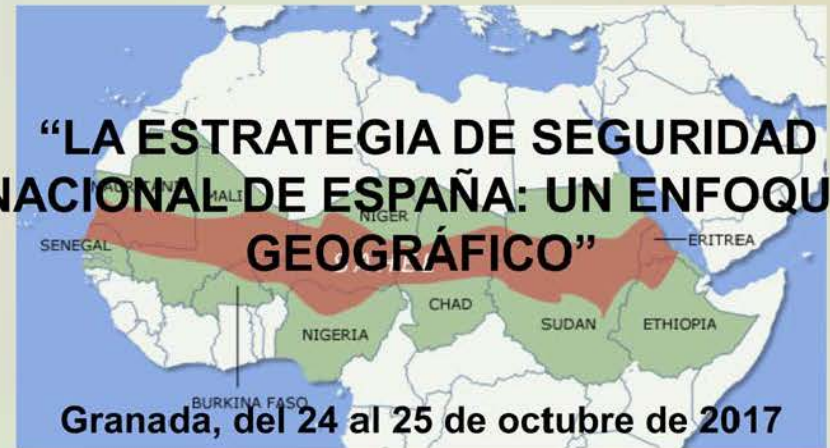 “LA ESTRATEGIA DE SEGURIDAD
NACIONAL DE ESPAÑA: UN ENFOQU
GEOGRÁFICO”
MAURITANIA
MALI
NIGER
SENEGAL
ERITREA
CHAD
SUDAN
ETHIOPIA
NIGERIA
BURKINA FASO
Granada, del 24 al 25 de octubre de 2017